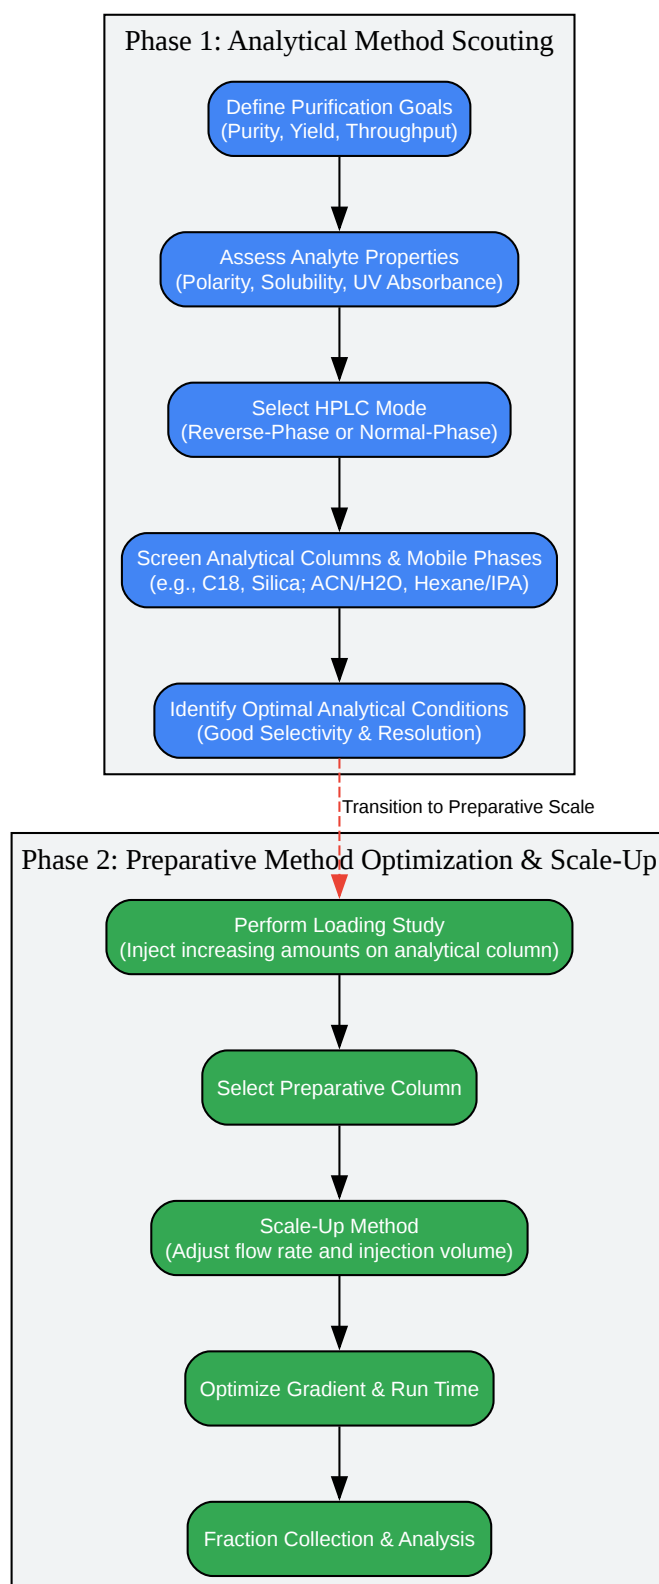 Phase 1: Analytical Method Scouting
Define Purification Goals
(Purity, Yield, Throughput)
Assess Analyte Properties
(Polarity, Solubility, UV Absorbance)
Select HPLC Mode
(Reverse-Phase or Normal-Phase)
Screen Analytical Columns & Mobile Phases
(e.g., C18, Silica; ACN/H2O, Hexane/IPA)
Identify Optimal Analytical Conditions
(Good Selectivity & Resolution)
Transition to Preparative Scale
Phase 2: Preparative Method Optimization & Scale-Up
Perform Loading Study
(Inject increasing amounts on analytical column)
Select Preparative Column
Scale-Up Method
(Adjust flow rate and injection volume)
Optimize Gradient & Run Time
Fraction Collection & Analysis